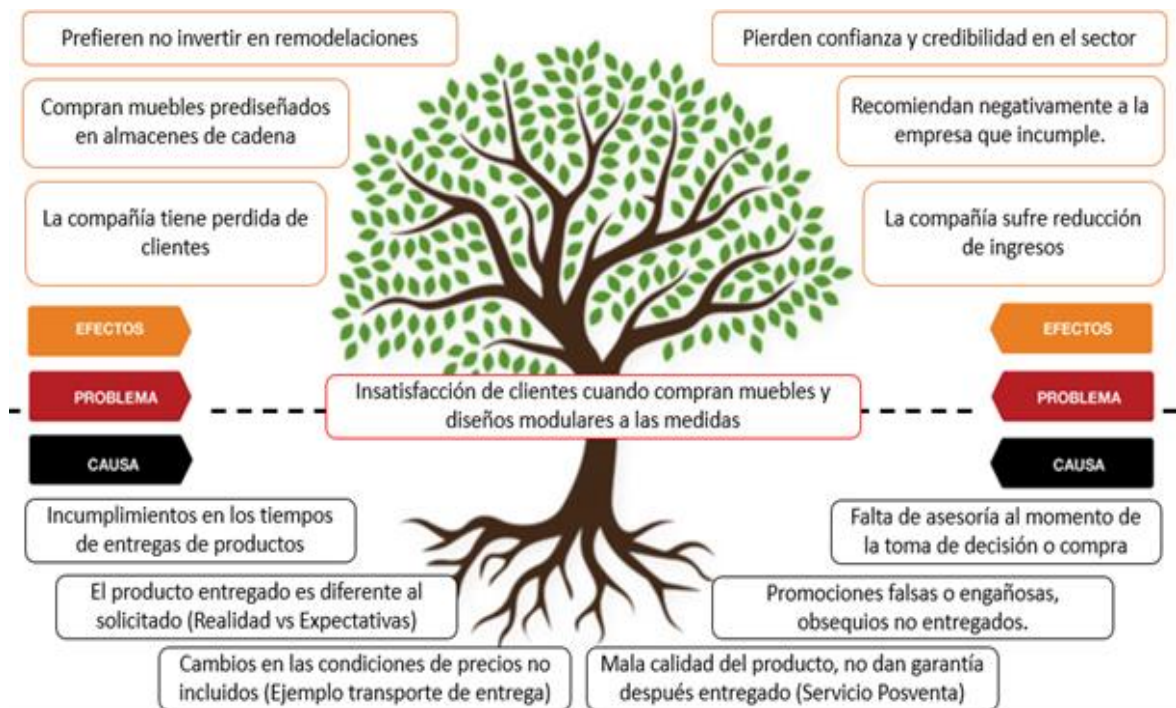 Prefieren no invertir en remodelaciones
Pierden confianza y credibilidad en el sector
Compran muebles prediseñados
en almacenes de cadena
Recomiendan negativamente a la
empresa que incumple.
La compañía tiene perdida de
clientes
La compañía sufre reducción
de ingresos
EFECTOS
EFECTOS
PROBLEMA
Insatisfacción de clientes cuando compran muebles y
diseños modulares a las medidas
PROBLEMA
CAUSA
CAUSA
Incumplimientos en los tiempos
de entregas de productos
Falta de asesoría al momento de
la toma de decisión o compra
El producto entregado es diferente al
solicitado (Realidad vs Expectativas)
Promociones falsas o engañosas,
obsequios no entregados.
Cambios en las condiciones de precios no
incluidos (Ejemplo transporte de entrega)
Mala calidad del producto, no dan garantía
después entregado (Servicio Posventa)